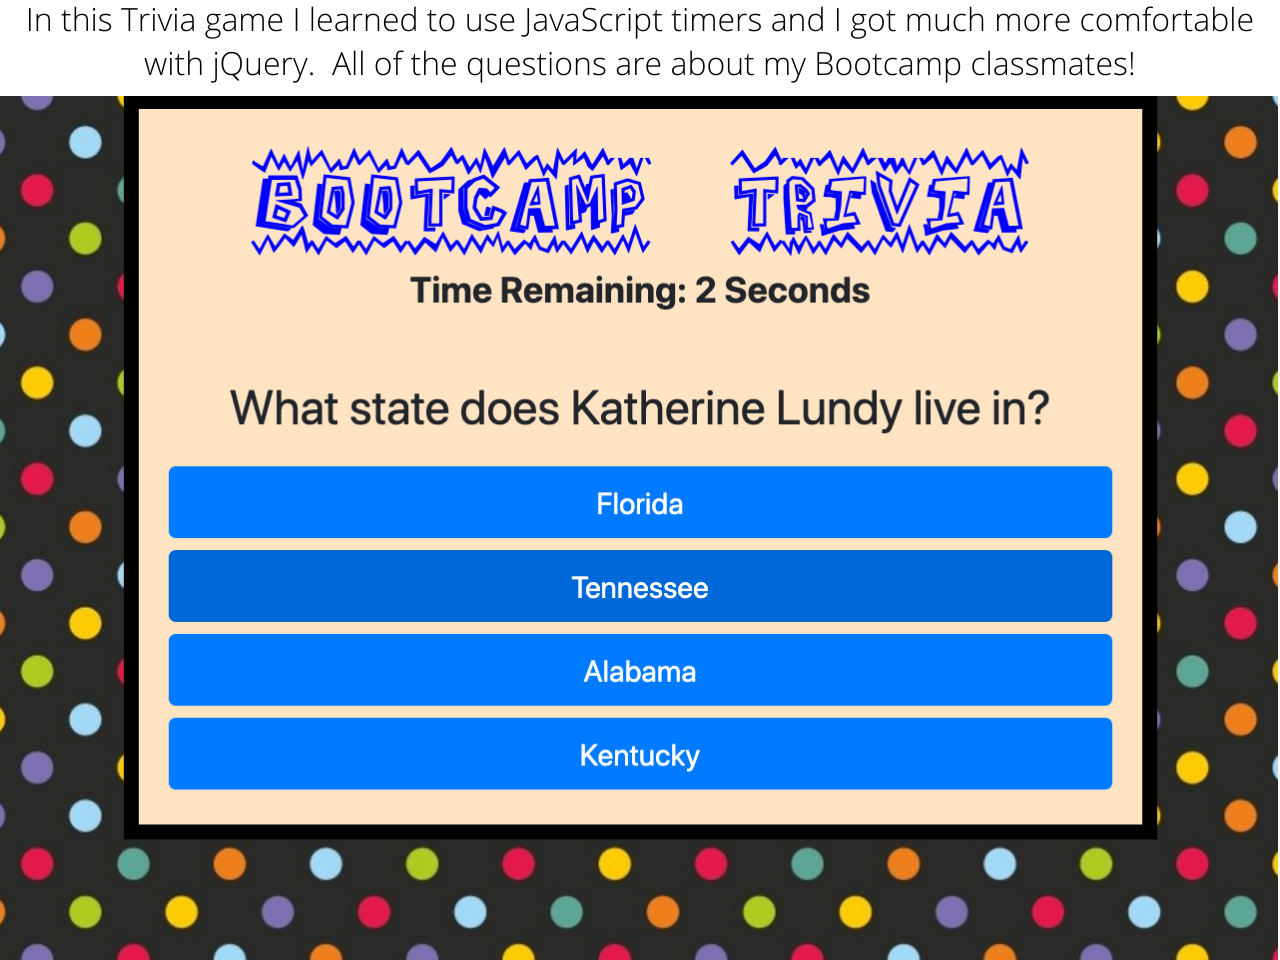 In this Trivia game I learned to use JavaScript timers and I got much more comfortable
with jQuery.  All of the questions are about my Bootcamp classmates!
BOOTCAMP TRIVIA
Time Remaining: 2 Seconds
What state does Katherine Lundy live in?
Florida
Tennessee
Alabama
Kentucky